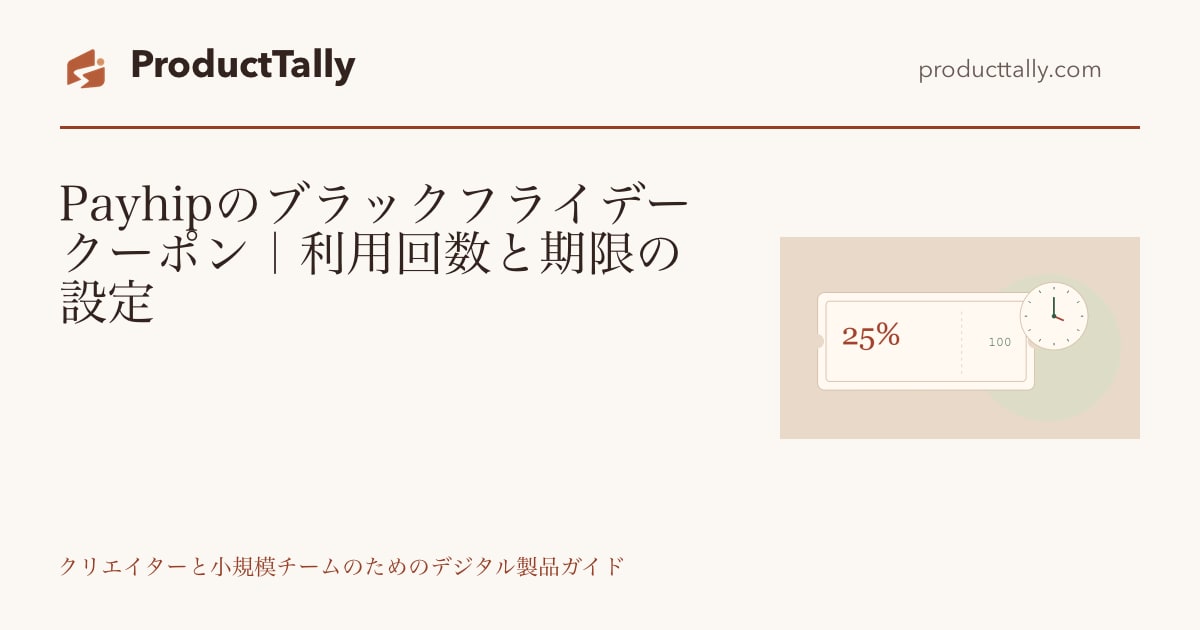 ProductTally
producttally.com
Payhipのブラックフライデー
クーポン｜利用回数と期限の
設定
25%
100
クリエイターと小規模チームのためのデジタル製品ガイド